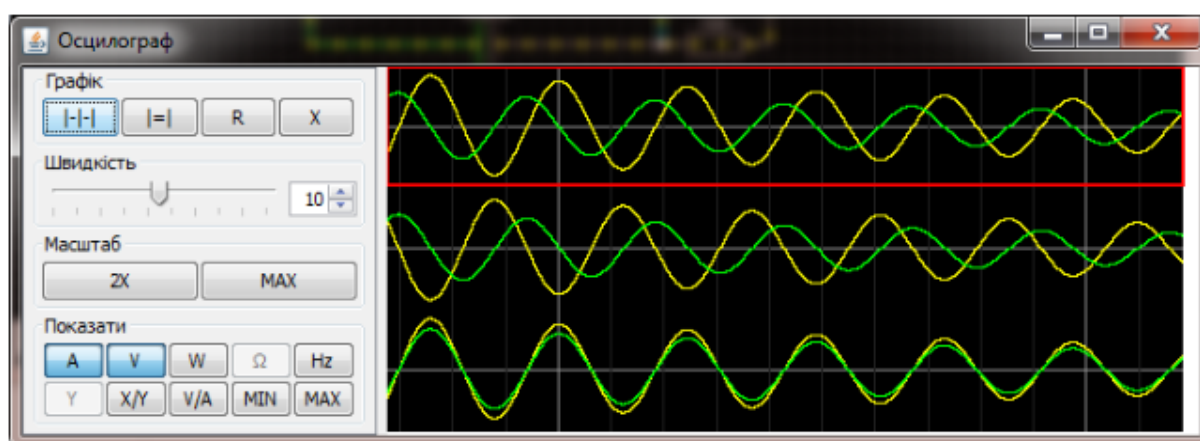 Осцилограф
Графік
|-|-| |=| R X
Швидкість
10
Масштаб
2X MAX
Показати
A V W Ω Hz
Y X/Y V/A MIN MAX